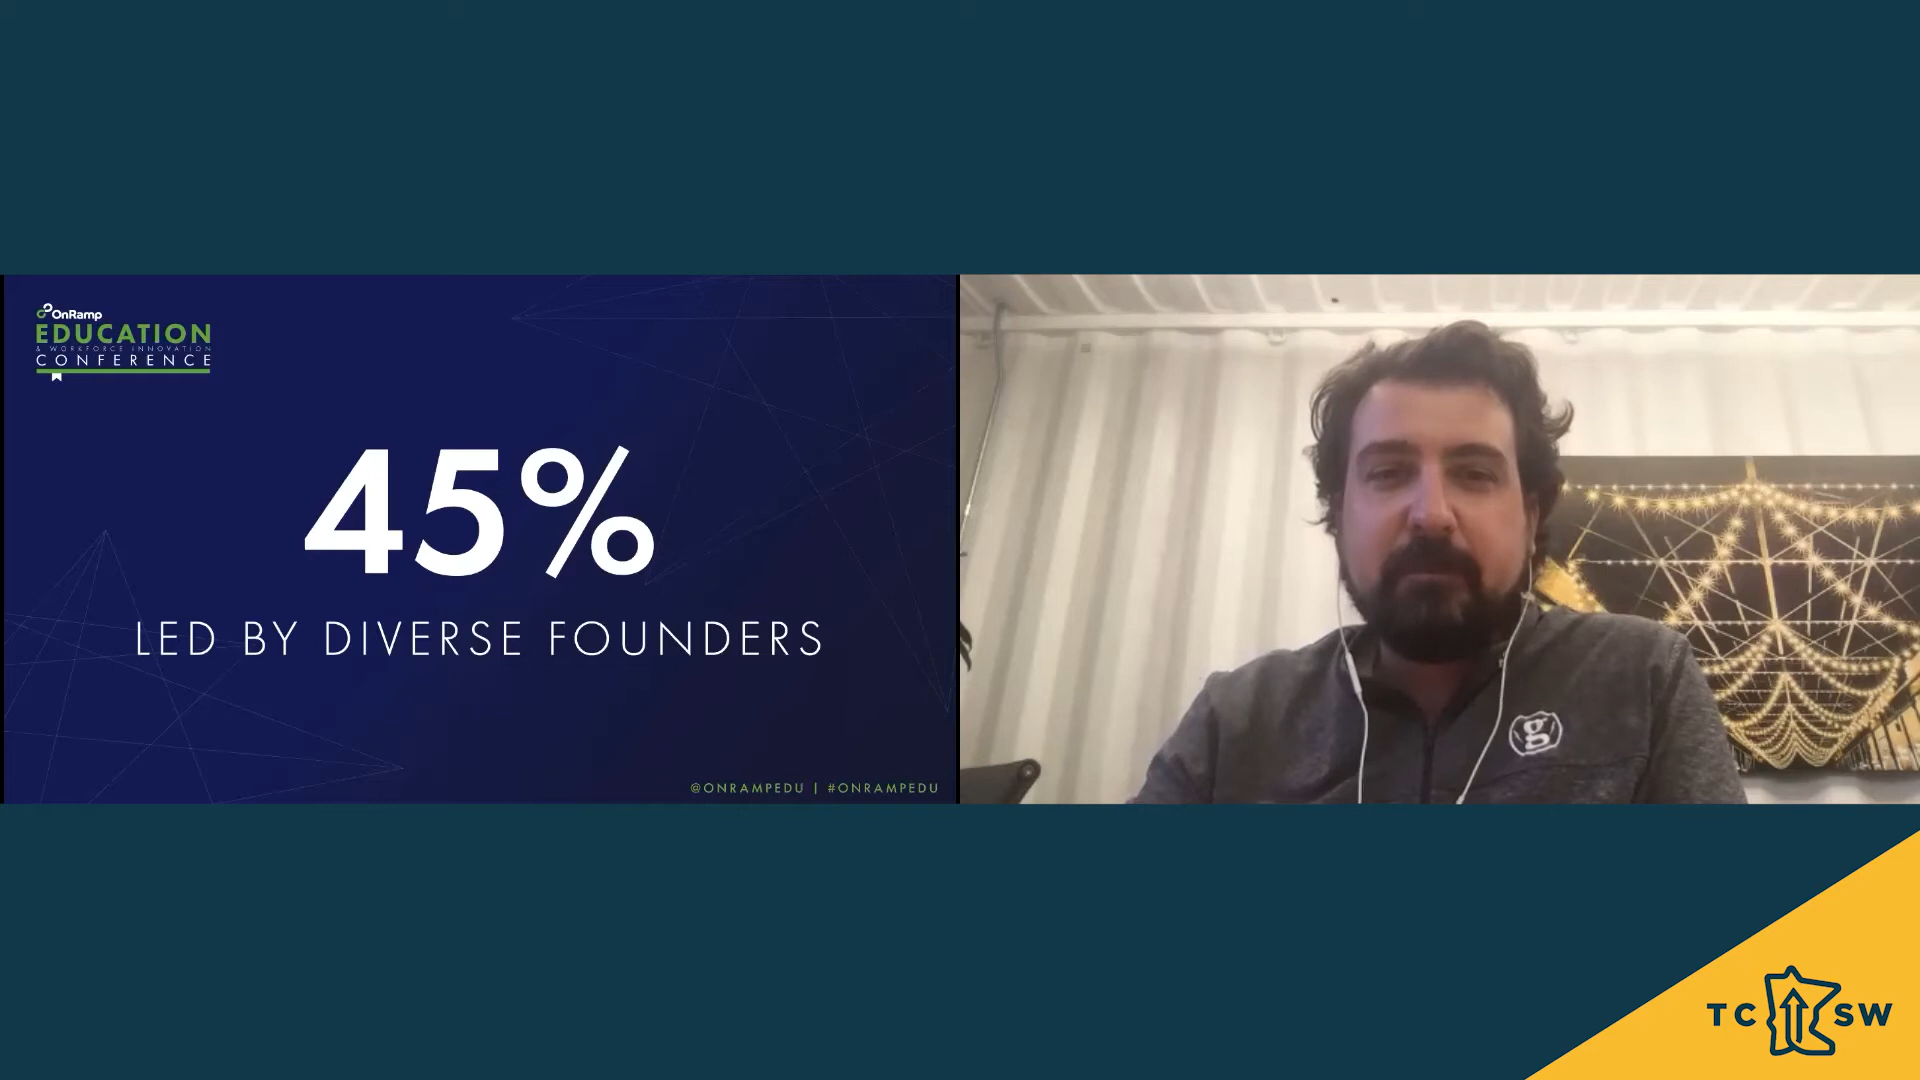 OnRamp
EDUCATION
& WORKFORCE INNOVATION
CONFERENCE
45%
LED BY DIVERSE FOUNDERS
@ONRAMPEDU | #ONRAMPEDU
g
TC SW